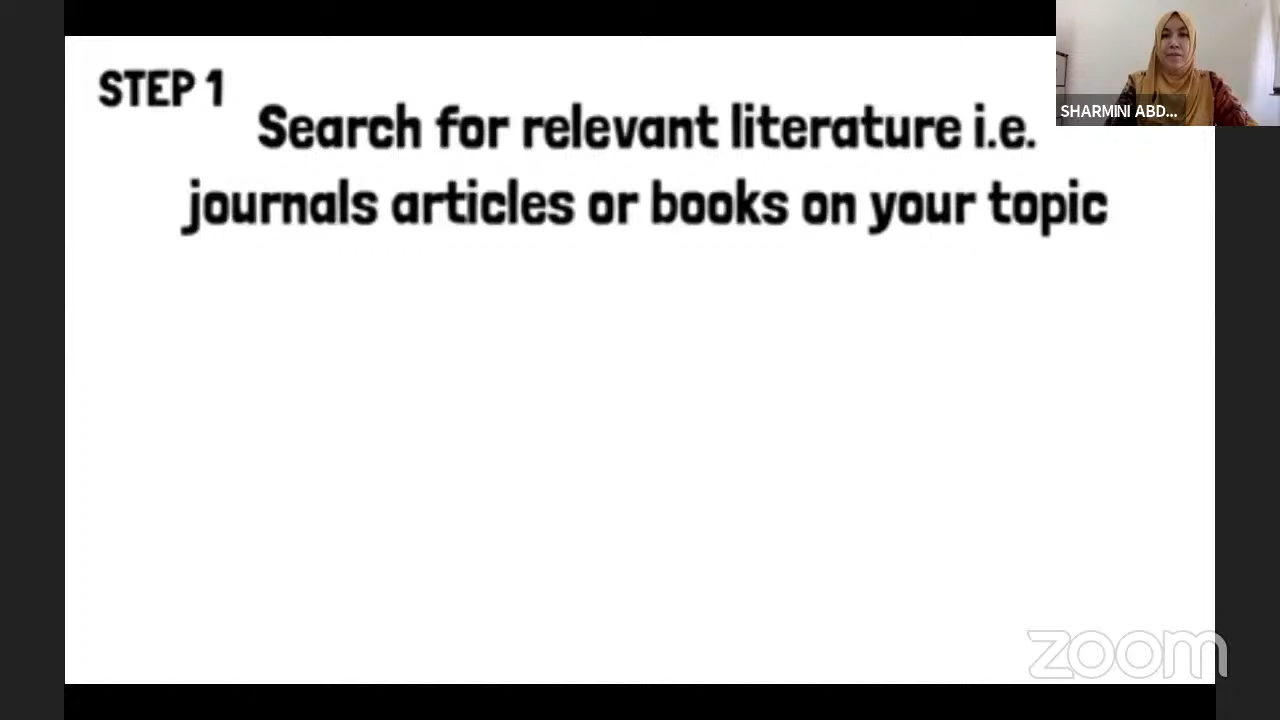 STEP 1
Search for relevant literature i.e.
journals articles or books on your topic
SHARMINI ABD...
zoom